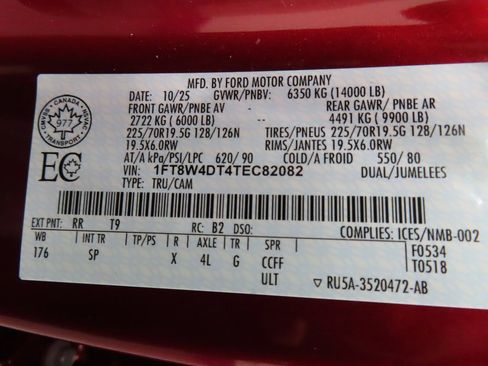 MFD. BY FORD MOTOR COMPANY
DATE: 10/25 GVWR/PNBV: 6350 KG (14000 LB)
FRONT GAWR/ PNBE AV REAR GAWR/ PNBE AR
2722 KG ( 6000 LB) 4491 KG ( 9900 LB)
225/70R19.5G 128/126N TIRES/PNEUS 225/70R19.5G 128/126N
19.5X6.0RW RIMS/ JANTES 19.5X6.0RW
AT/A kPa/PSI/LPC 620/ 90 COLD/A FROID 550/ 80
VIN: 1FT8W4DT4TEC82082 DUAL/JUMELEES
TYPE: TRU/CAM
CANADA
977
TRANSPORT
EC
EXT PNT: RR T9 RC: B2 DSO: COMPLIES: ICES/NMB-002
WB INT TR TP/PS R AXLE TR SPR F0534
176 SP X 4L G CCFF T0518
ULT ▽ RU5A-3520472-AB